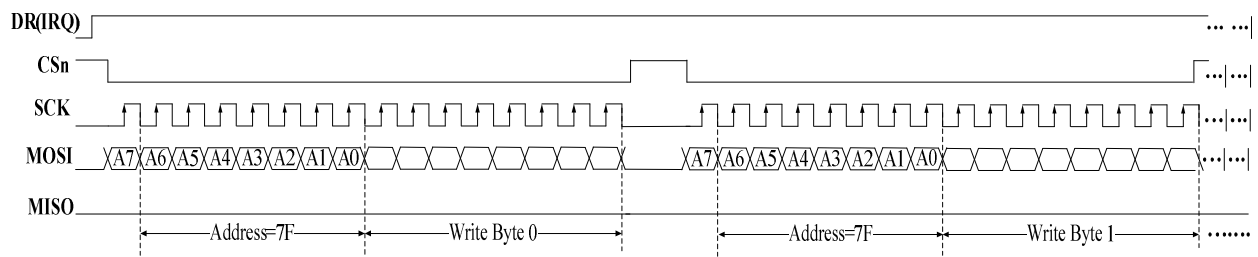 DR(IRQ) ... ...
CSn ... ...
SCK ... ...
MOSI A7 A6 A5 A4 A3 A2 A1 A0 A7 A6 A5 A4 A3 A2 A1 A0 ... ...
MISO
Address=7F Write Byte 0 Address=7F Write Byte 1 .......